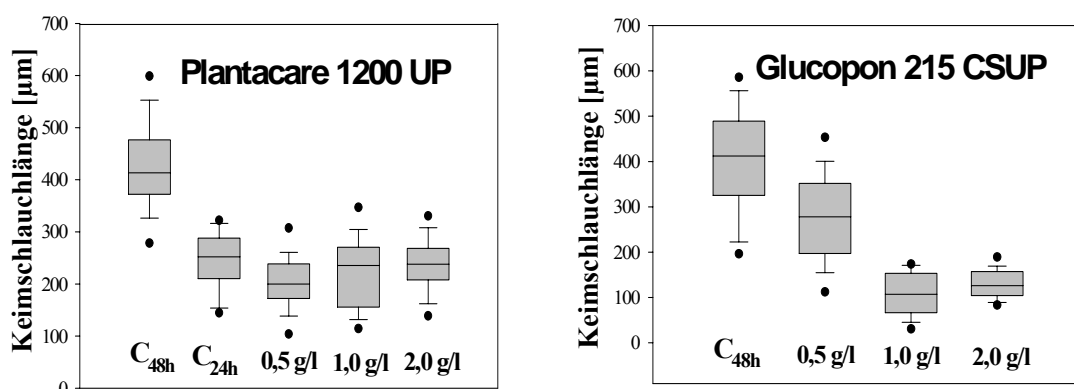 Plantacare 1200 UP
Keimschlauchlänge [µm]
700
600
500
400
300
200
100
0
C48h C24h 0,5 g/l 1,0 g/l 2,0 g/l
Glucopon 215 CSUP
Keimschlauchlänge [µm]
700
600
500
400
300
200
100
0
C48h 0,5 g/l 1,0 g/l 2,0 g/l